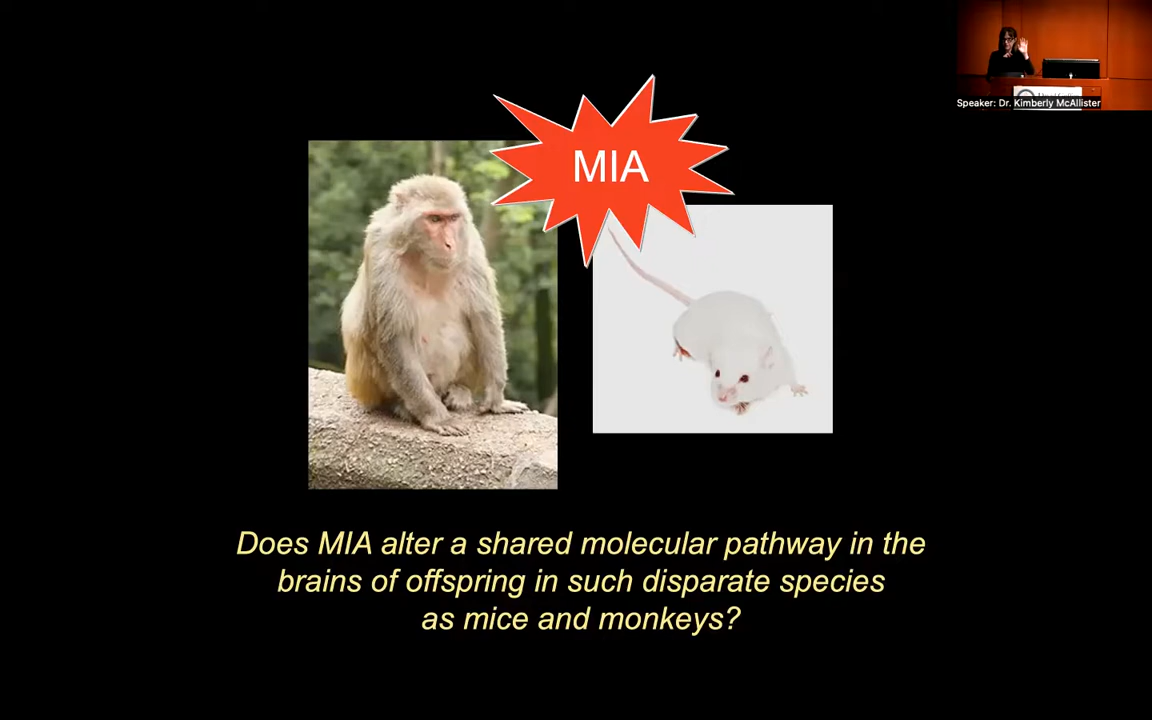 MIA
Speaker: Dr. Kimberly McAllister
Does MIA alter a shared molecular pathway in the
brains of offspring in such disparate species
as mice and monkeys?